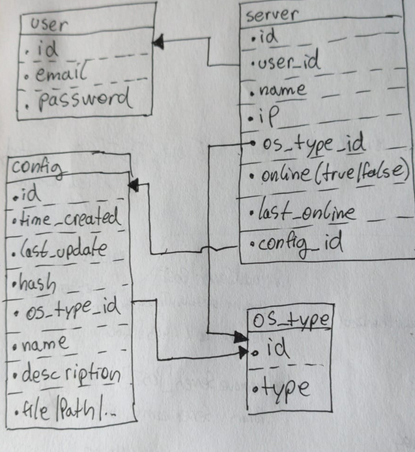 user
• id
• email
• password
server
• id
• user_id
• name
• iP
• os_type_id
• online (true/false)
• last_online
• config_id
config
• id
• time_created
• last_update
• hash
• os_type_id
• name
• description
• file/Path/...
os_type
• id
• type